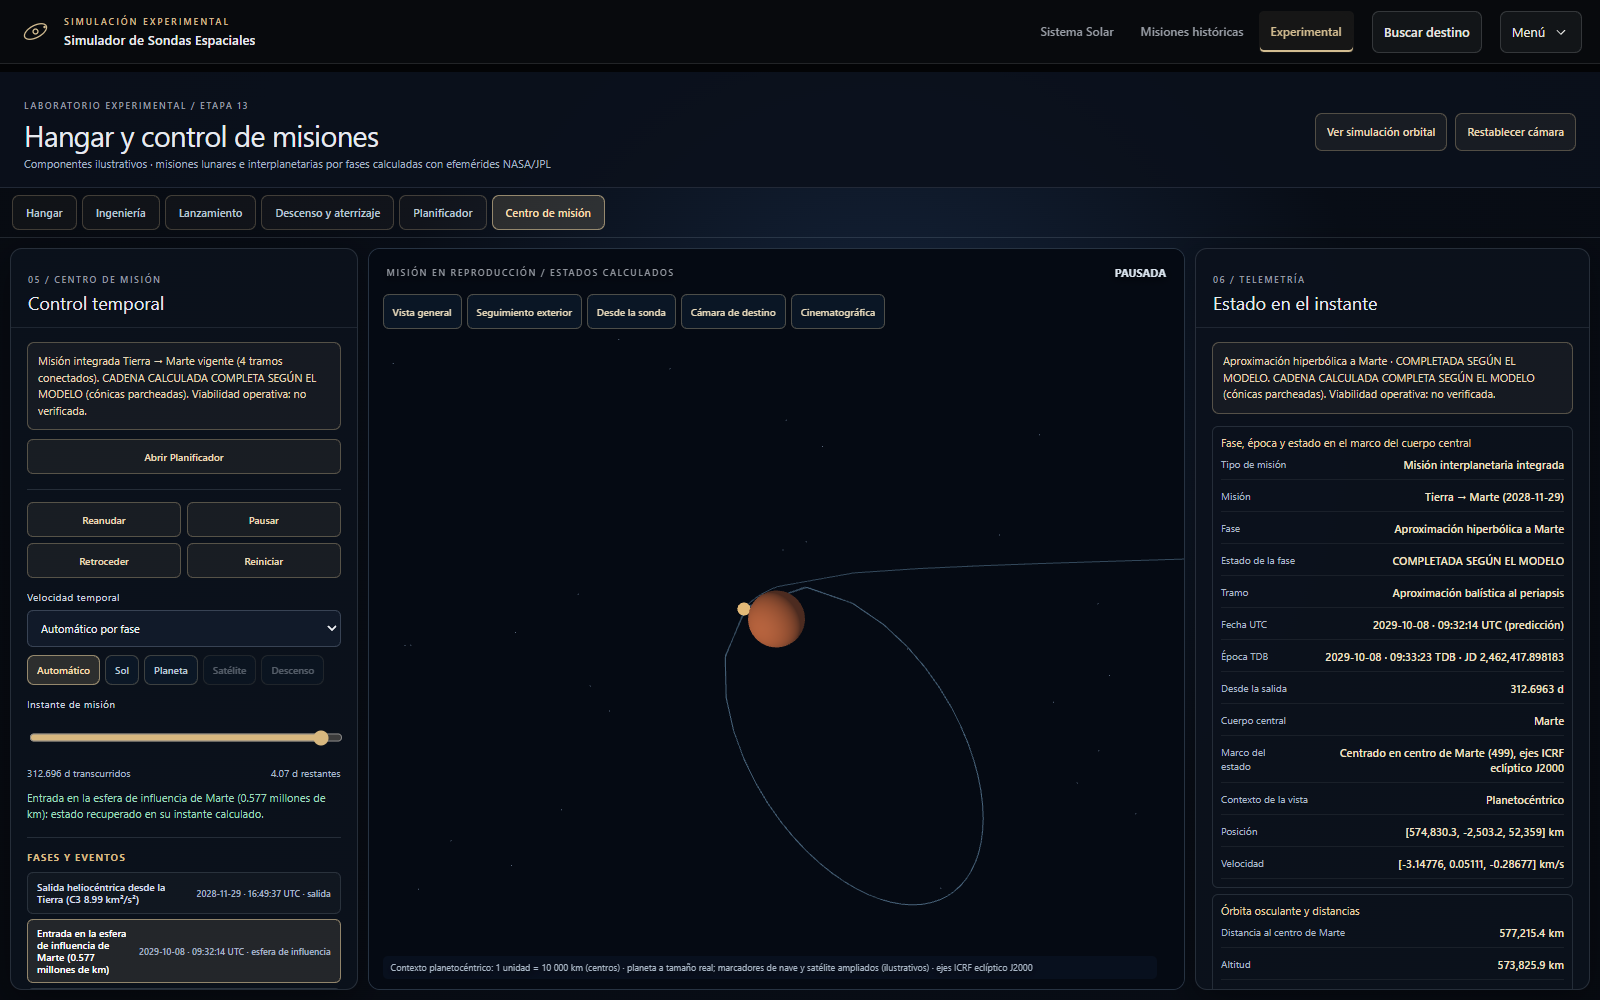 SIMULACIÓN EXPERIMENTAL
Simulador de Sondas Espaciales
Sistema Solar
Misiones históricas
Experimental
Buscar destino
Menú
LABORATORIO EXPERIMENTAL / ETAPA 13
Hangar y control de misiones
Componentes ilustrativos · misiones lunares e interplanetarias por fases calculadas con efemérides NASA/JPL
Ver simulación orbital
Restablecer cámara
Hangar
Ingeniería
Lanzamiento
Descenso y aterrizaje
Planificador
Centro de misión
05 / CENTRO DE MISIÓN
Control temporal
Misión integrada Tierra → Marte vigente (4 tramos
conectados). CADENA CALCULADA COMPLETA SEGÚN EL
MODELO (cónicas parcheadas). Viabilidad operativa: no
verificada.
Abrir Planificador
Reanudar
Pausar
Retroceder
Reiniciar
Velocidad temporal
Automático por fase
Automático
Sol
Planeta
Satélite
Descenso
Instante de misión
312.696 d transcurridos
4.07 d restantes
Entrada en la esfera de influencia de Marte (0.577 millones de
km): estado recuperado en su instante calculado.
FASES Y EVENTOS
Salida heliocéntrica desde la
Tierra (C3 8.99 km²/s²)
2028-11-29 · 16:49:37 UTC · salida
Entrada en la esfera
de influencia de
Marte (0.577
millones de km)
2029-10-08 · 09:32:14 UTC · esfera de influencia
MISIÓN EN REPRODUCCIÓN / ESTADOS CALCULADOS
PAUSADA
Vista general
Seguimiento exterior
Desde la sonda
Cámara de destino
Cinematográfica
Contexto planetocéntrico: 1 unidad = 10 000 km (centros) · planeta a tamaño real; marcadores de nave y satélite ampliados (ilustrativos) · ejes ICRF eclíptico J2000
06 / TELEMETRÍA
Estado en el instante
Aproximación hiperbólica a Marte · COMPLETADA SEGÚN EL
MODELO. CADENA CALCULADA COMPLETA SEGÚN EL MODELO
(cónicas parcheadas). Viabilidad operativa: no verificada.
Fase, época y estado en el marco del cuerpo central
Tipo de misión
Misión interplanetaria integrada
Misión
Tierra → Marte (2028-11-29)
Fase
Aproximación hiperbólica a Marte
Estado de la fase
COMPLETADA SEGÚN EL MODELO
Tramo
Aproximación balística al periapsis
Fecha UTC
2029-10-08 · 09:32:14 UTC (predicción)
Época TDB
2029-10-08 · 09:33:23 TDB · JD 2,462,417.898183
Desde la salida
312.6963 d
Cuerpo central
Marte
Marco del
estado
Centrado en centro de Marte (499), ejes ICRF
eclíptico J2000
Contexto de la vista
Planetocéntrico
Posición
[574,830.3, -2,503.2, 52,359] km
Velocidad
[-3.14776, 0.05111, -0.28677] km/s
Órbita osculante y distancias
Distancia al centro de Marte
577,215.4 km
Altitud
573,825.9 km